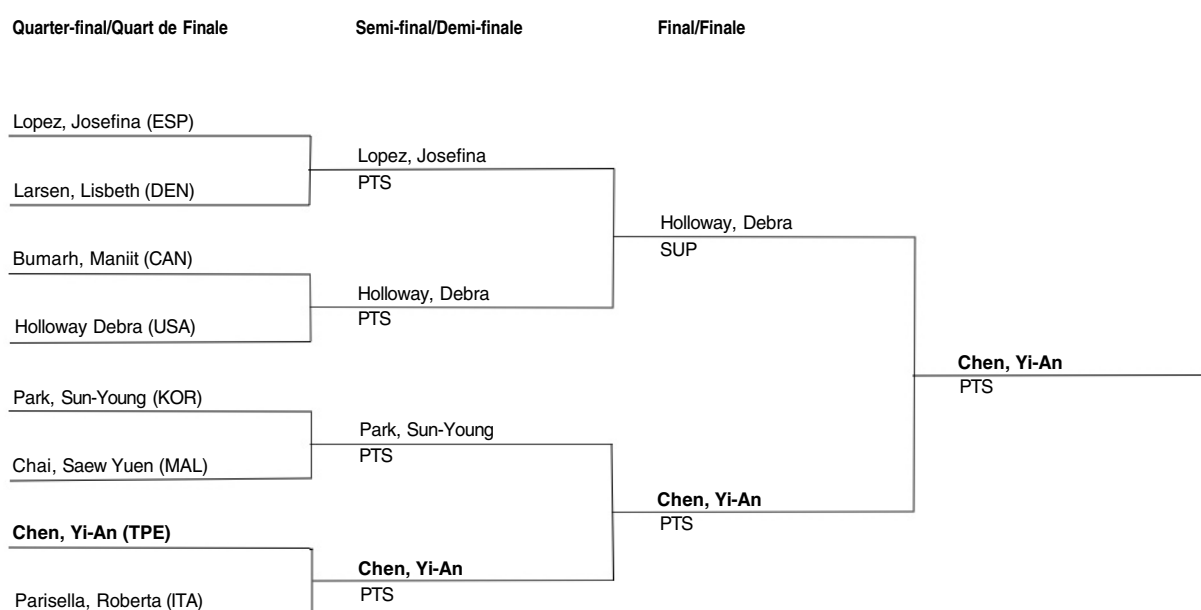 Quarter-final/Quart de Finale Semi-final/Demi-finale Final/Finale
Lopez, Josefina (ESP)
Lopez, Josefina
PTS
Larsen, Lisbeth (DEN)
Holloway, Debra
SUP
Bumarh, Maniit (CAN)
Holloway, Debra
PTS
Holloway Debra (USA)
Chen, Yi-An
PTS
Park, Sun-Young (KOR)
Park, Sun-Young
PTS
Chai, Saew Yuen (MAL)
Chen, Yi-An
PTS
Chen, Yi-An (TPE)
Chen, Yi-An
PTS
Parisella, Roberta (ITA)